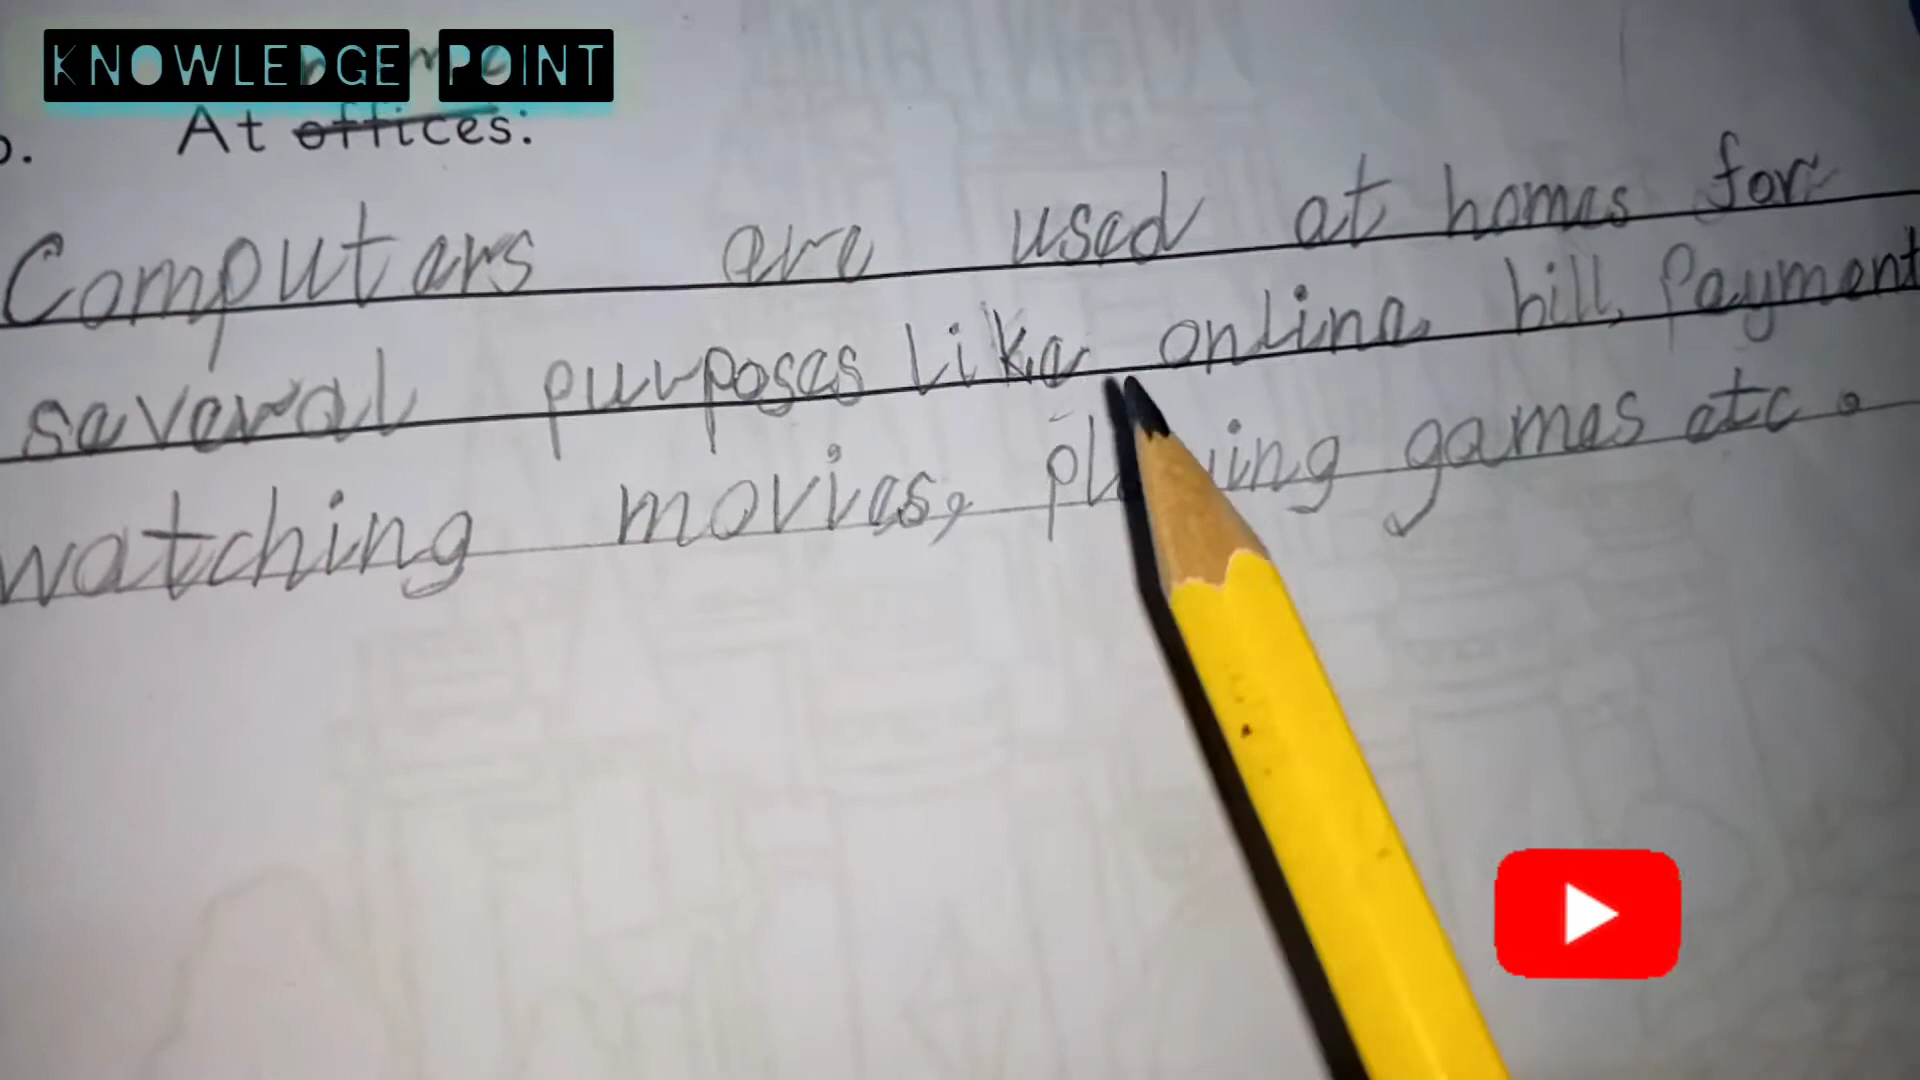 KNOWLEDGE POINT
At offices:
Computers are used at homes for
several purposes like online bill, Payment
watching movies, games etc.